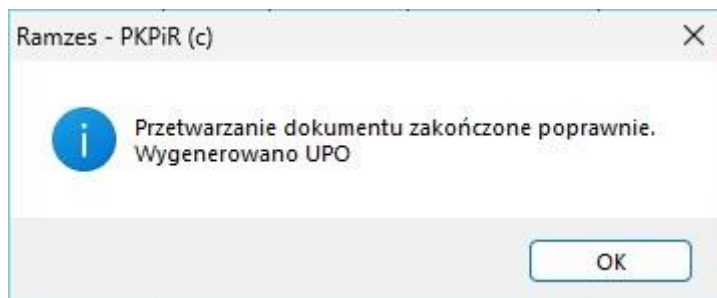 Ramzes - PKPiR (c)
Przetwarzanie dokumentu zakończone poprawnie.
Wygenerowano UPO
OK